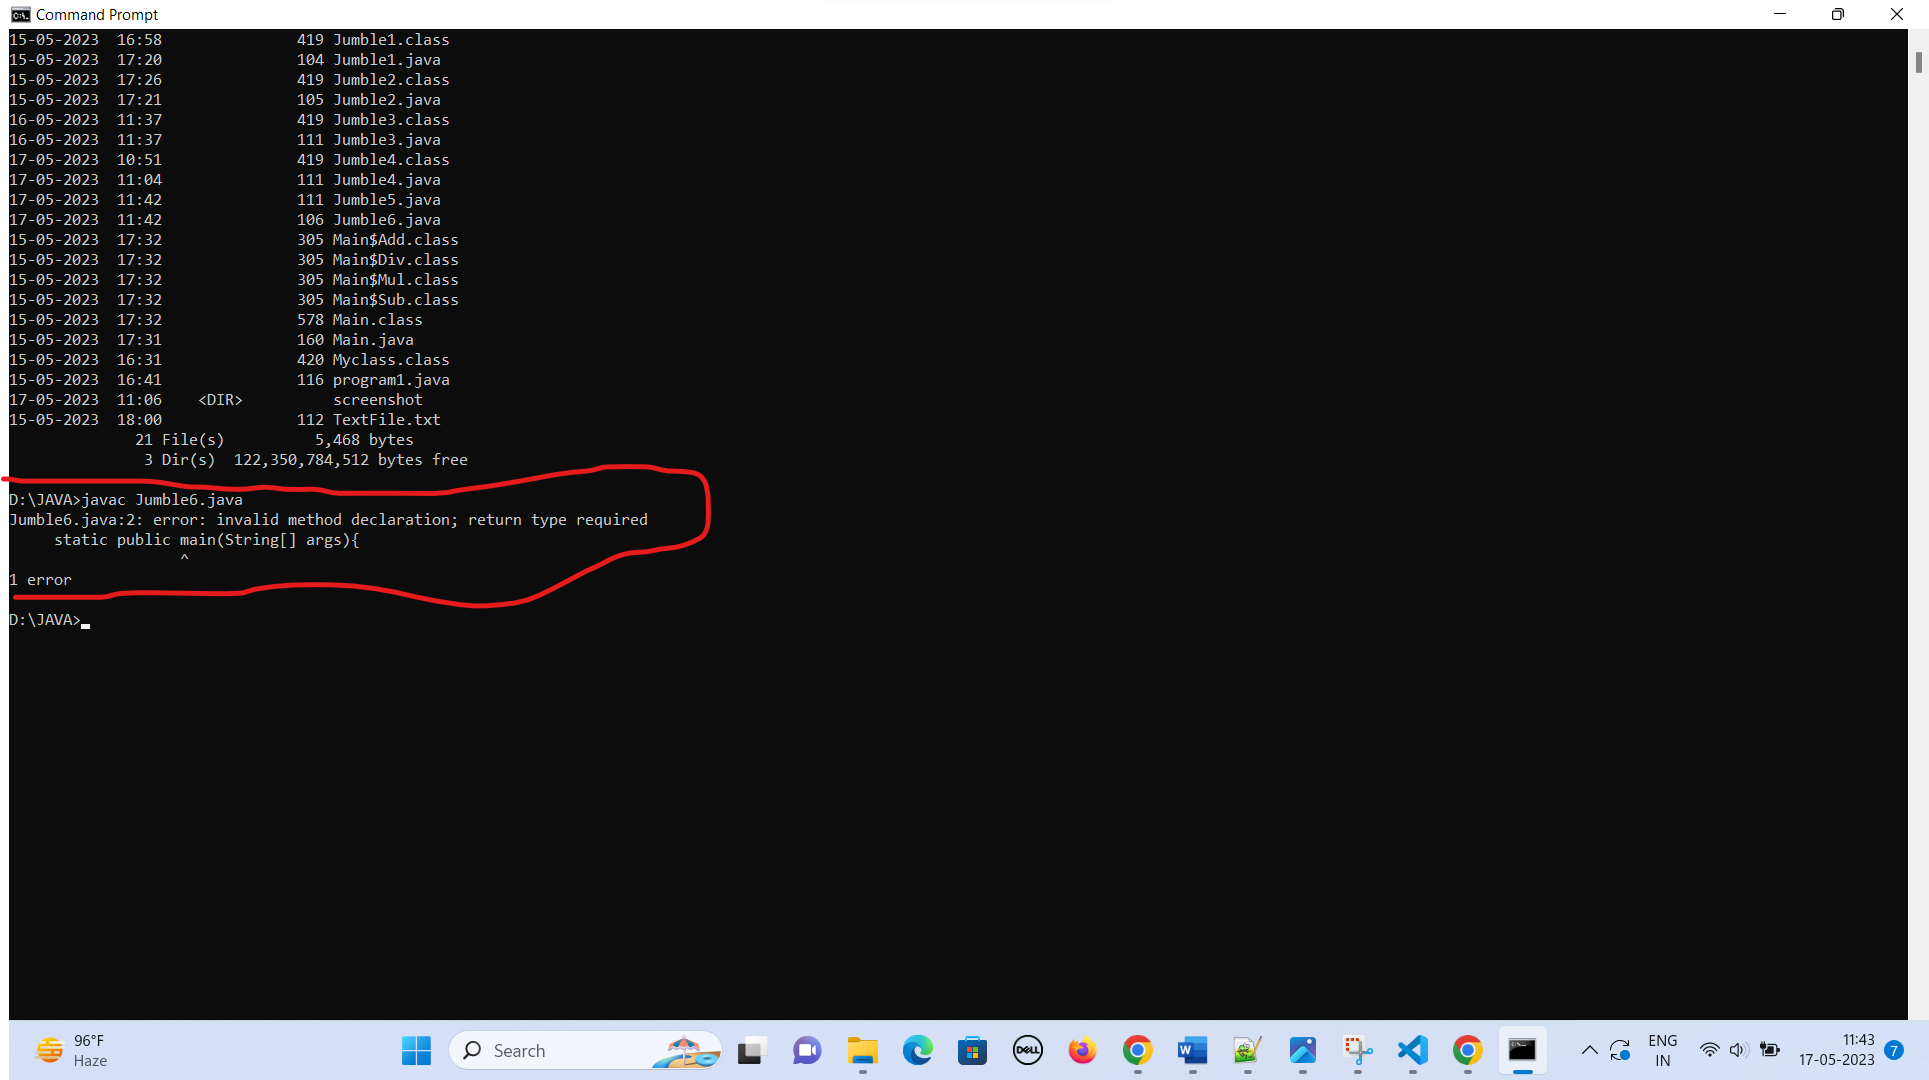 Command Prompt
15-05-2023  16:58               419 Jumble1.class
15-05-2023  17:20               104 Jumble1.java
15-05-2023  17:26               419 Jumble2.class
15-05-2023  17:21               105 Jumble2.java
16-05-2023  11:37               419 Jumble3.class
16-05-2023  11:37               111 Jumble3.java
17-05-2023  10:51               419 Jumble4.class
17-05-2023  11:04               111 Jumble4.java
17-05-2023  11:42               111 Jumble5.java
17-05-2023  11:42               106 Jumble6.java
15-05-2023  17:32               305 Main$Add.class
15-05-2023  17:32               305 Main$Div.class
15-05-2023  17:32               305 Main$Mul.class
15-05-2023  17:32               305 Main$Sub.class
15-05-2023  17:32               578 Main.class
15-05-2023  17:31               160 Main.java
15-05-2023  16:31               420 Myclass.class
15-05-2023  16:41               116 program1.java
17-05-2023  11:06    <DIR>          screenshot
15-05-2023  18:00               112 TextFile.txt
              21 File(s)          5,468 bytes
               3 Dir(s)  122,350,784,512 bytes free
D:\JAVA>javac Jumble6.java
Jumble6.java:2: error: invalid method declaration; return type required
     static public main(String[] args){
                   ^
1 error
D:\JAVA>
96°F
Haze
Search
DELL
ENG
IN
11:43
17-05-2023
7